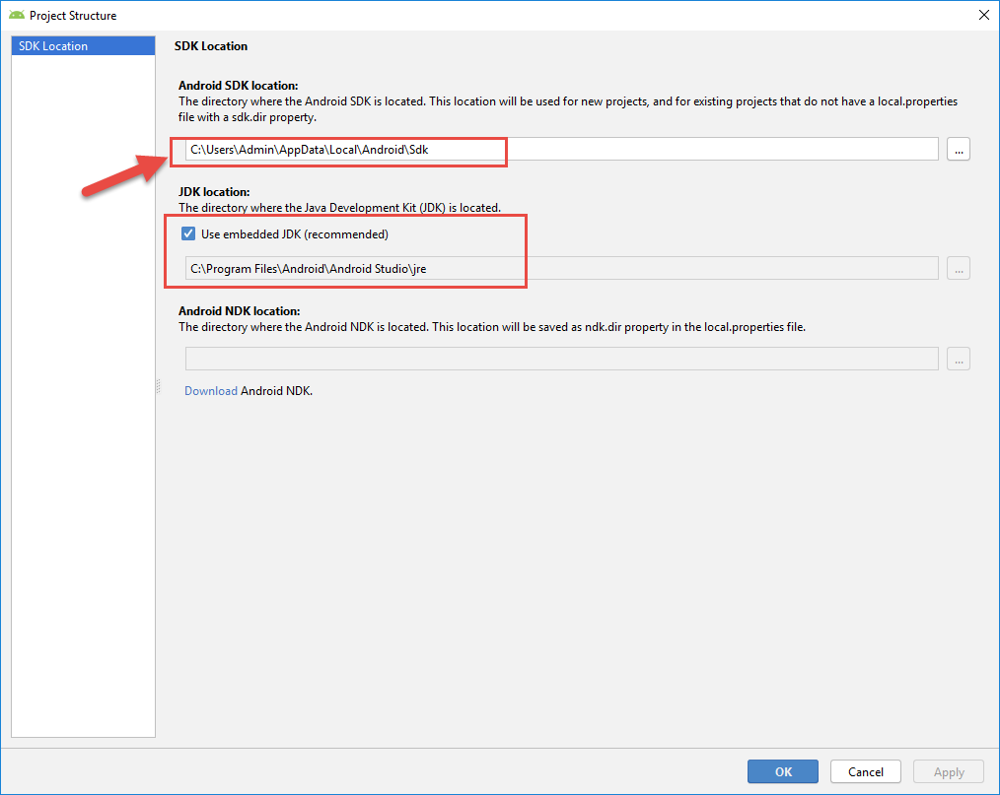 Project Structure
SDK Location
SDK Location
Android SDK location:
The directory where the Android SDK is located. This location will be used for new projects, and for existing projects that do not have a local.properties
file with a sdk.dir property.
C:\Users\Admin\AppData\Local\Android\Sdk
...
JDK location:
The directory where the Java Development Kit (JDK) is located.
Use embedded JDK (recommended)
C:\Program Files\Android\Android Studio\jre
...
Android NDK location:
The directory where the Android NDK is located. This location will be saved as ndk.dir property in the local.properties file.
...
Download Android NDK.
OK
Cancel
Apply